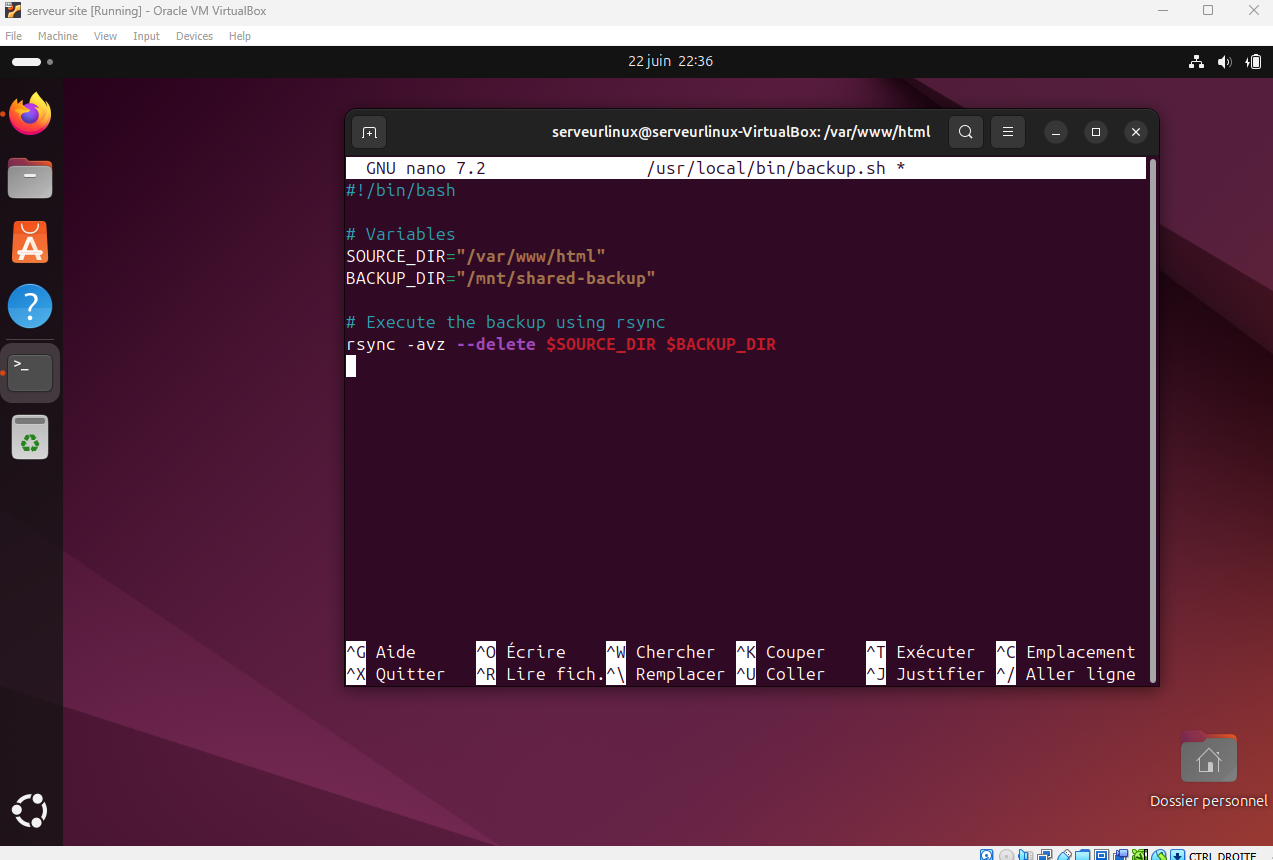 serveur site [Running] - Oracle VM VirtualBox
File Machine View Input Devices Help
22 juin 22:36
serveurlinux@serveurlinux-VirtualBox: /var/www/html
GNU nano 7.2 /usr/local/bin/backup.sh *
#!/bin/bash
# Variables
SOURCE_DIR="/var/www/html"
BACKUP_DIR="/mnt/shared-backup"
# Execute the backup using rsync
rsync -avz --delete $SOURCE_DIR $BACKUP_DIR
^G Aide ^O Écrire ^W Chercher ^K Couper ^T Exécuter ^C Emplacement
^X Quitter ^R Lire fich. ^\ Remplacer ^U Coller ^J Justifier ^/ Aller ligne
Dossier personnel
CTRL DROITE